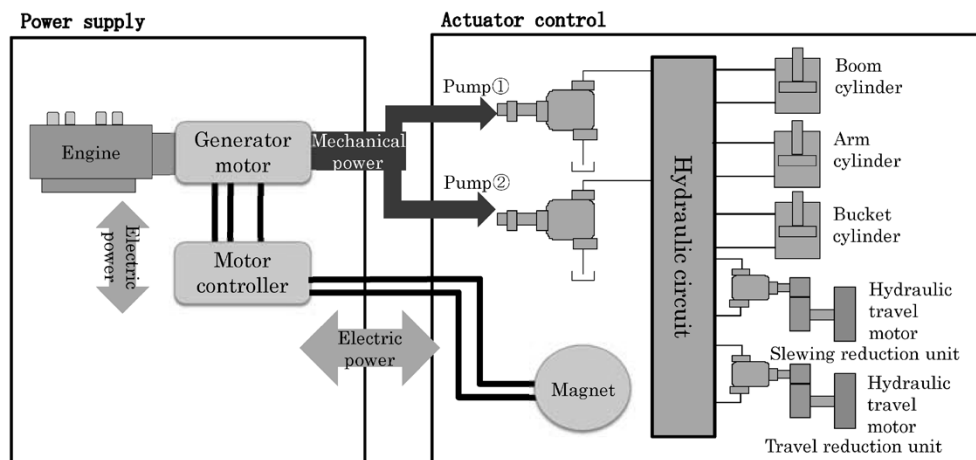 Power supply
Actuator control
Engine
Generator
motor
Mechanical
power
Pump①
Pump②
Electric
power
Motor
controller
Electric
power
Magnet
Hydraulic circuit
Boom
cylinder
Arm
cylinder
Bucket
cylinder
Hydraulic
travel
motor
Slewing reduction unit
Hydraulic
travel
motor
Travel reduction unit